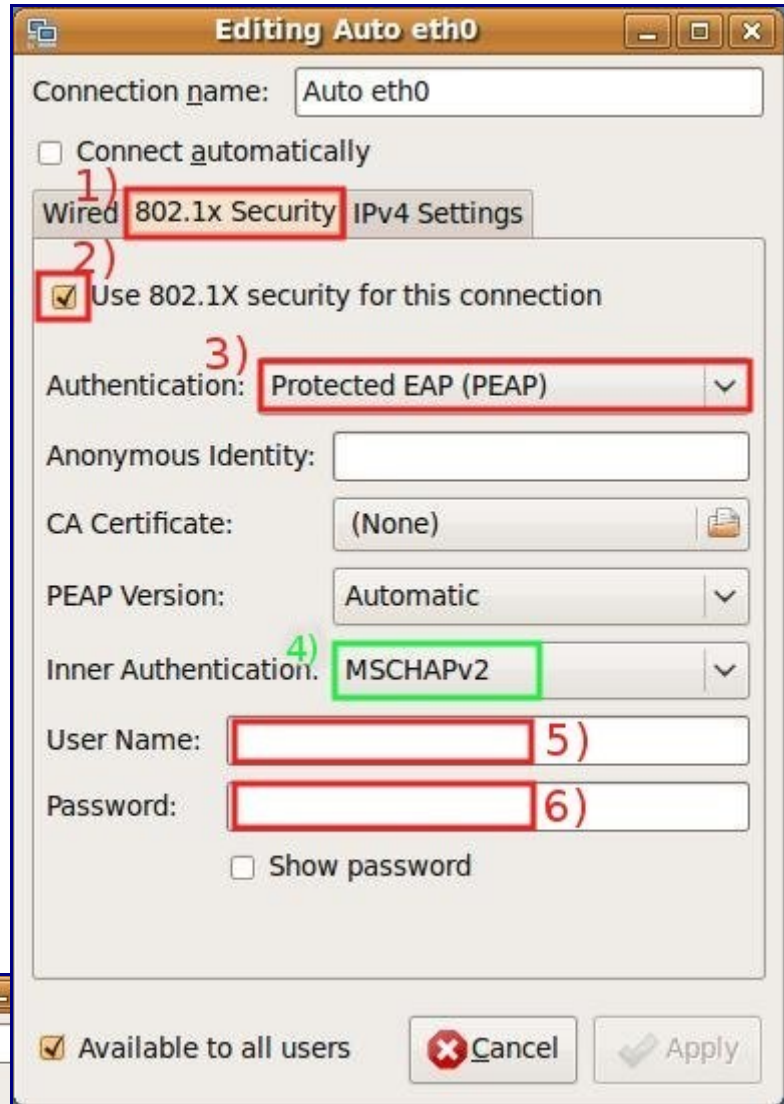 Editing Auto eth0
Connection name: Auto eth0
Connect automatically
1)
Wired 802.1x Security IPv4 Settings
2)
Use 802.1X security for this connection
3)
Authentication: Protected EAP (PEAP)
Anonymous Identity:
CA Certificate: (None)
PEAP Version: Automatic
4)
Inner Authentication: MSCHAPv2
User Name: 5)
Password: 6)
Show password
Available to all users Cancel Apply